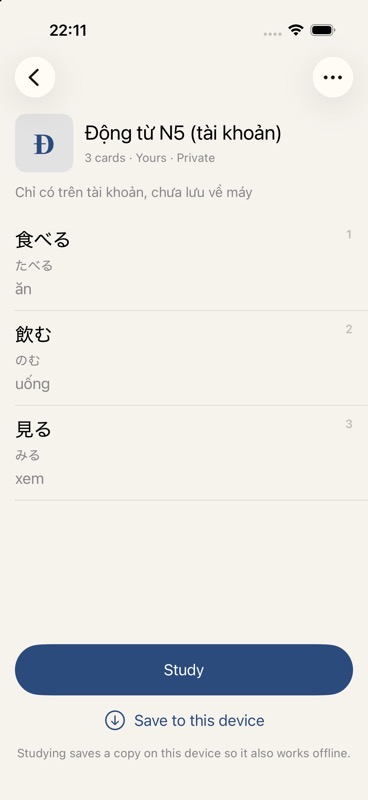 22:11
Đ
Động từ N5 (tài khoản)
3 cards · Yours · Private
Chỉ có trên tài khoản, chưa lưu về máy
食べる
1
たべる
ăn
飲む
2
のむ
uống
見る
3
みる
xem
Study
Save to this device
Studying saves a copy on this device so it also works offline.